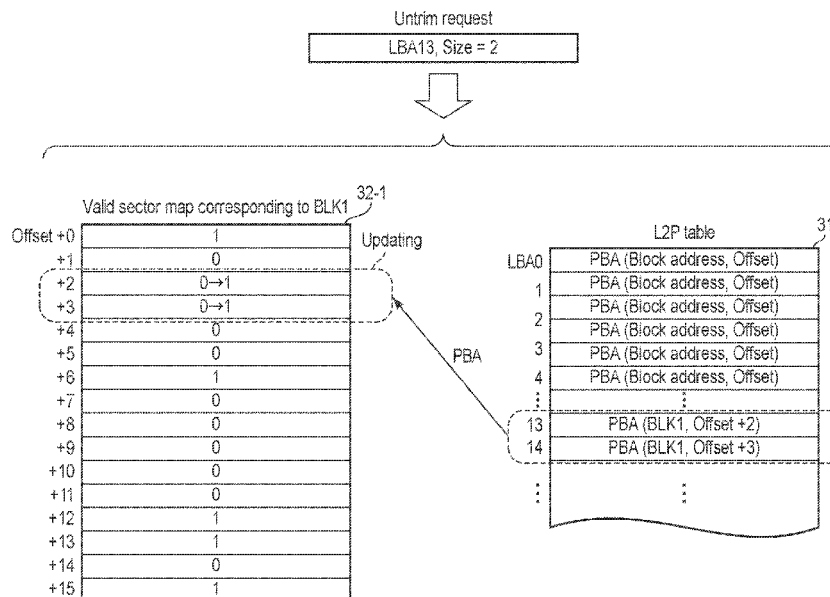 Untrim request
LBA13, Size = 2
Valid sector map corresponding to BLK1
32-1
Offset +0 1
+1 0
+2 0→1
+3 0→1
Updating
+4 0
+5 0
+6 1
+7 0
+8 0
+9 0
+10 0
+11 0
+12 1
+13 1
+14 0
+15 1
PBA
L2P table
31
LBA0 PBA (Block address, Offset)
1 PBA (Block address, Offset)
2 PBA (Block address, Offset)
3 PBA (Block address, Offset)
4 PBA (Block address, Offset)
PBA (Block address, Offset)
13 PBA (BLK1, Offset +2)
14 PBA (BLK1, Offset +3)